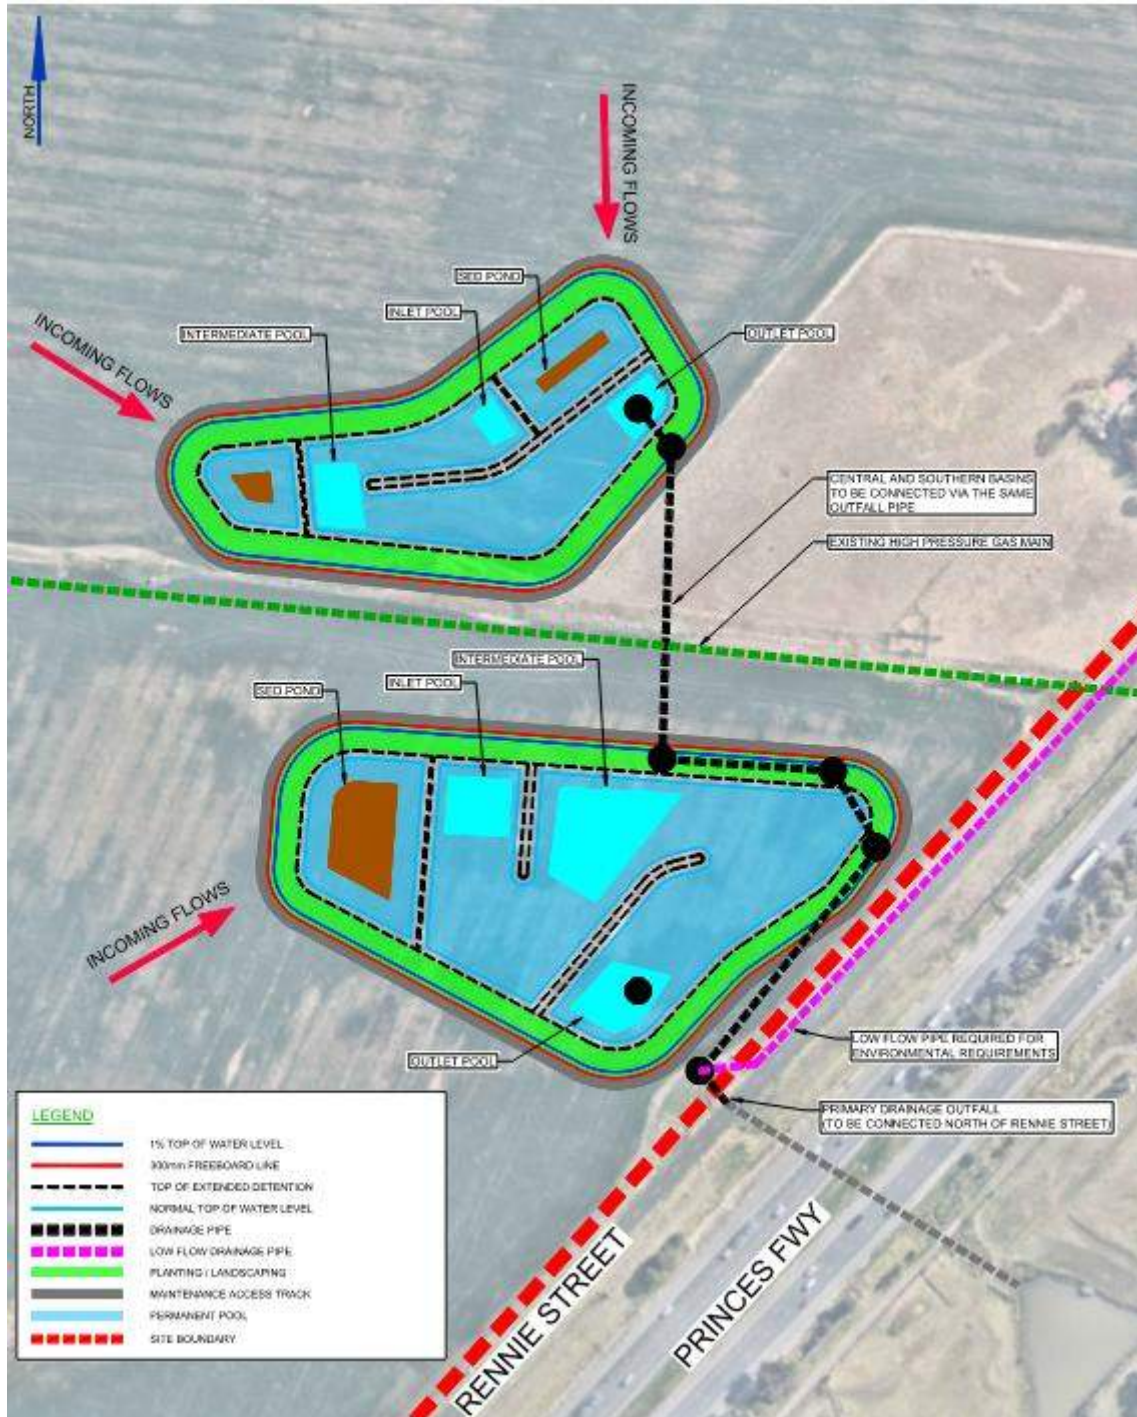 NORTH
INCOMING FLOWS
SED POND
INLET POOL
INTERMEDIATE POOL
OUTLET POOL
INCOMING FLOWS
CENTRAL AND SOUTHERN BASINS
TO BE CONNECTED VIA THE SAME
OUTFALL PIPE
EXISTING HIGH PRESSURE GAS MAIN
INTERMEDIATE POOL
INLET POOL
SED POND
INCOMING FLOWS
LOW FLOW PIPE REQUIRED FOR
ENVIRONMENTAL REQUIREMENTS
OUTLET POOL
PRIMARY DRAINAGE OUTFALL
(TO BE CONNECTED NORTH OF RENNIE STREET)
RENNIE STREET
PRINCES FWY
LEGEND
1% TOP OF WATER LEVEL
300mm FREEBOARD LINE
TOP OF EXTENDED DETENTION
NORMAL TOP OF WATER LEVEL
DRAINAGE PIPE
LOW FLOW DRAINAGE PIPE
PLANTING / LANDSCAPING
MAINTENANCE ACCESS TRACK
PERMANENT POOL
SITE BOUNDARY